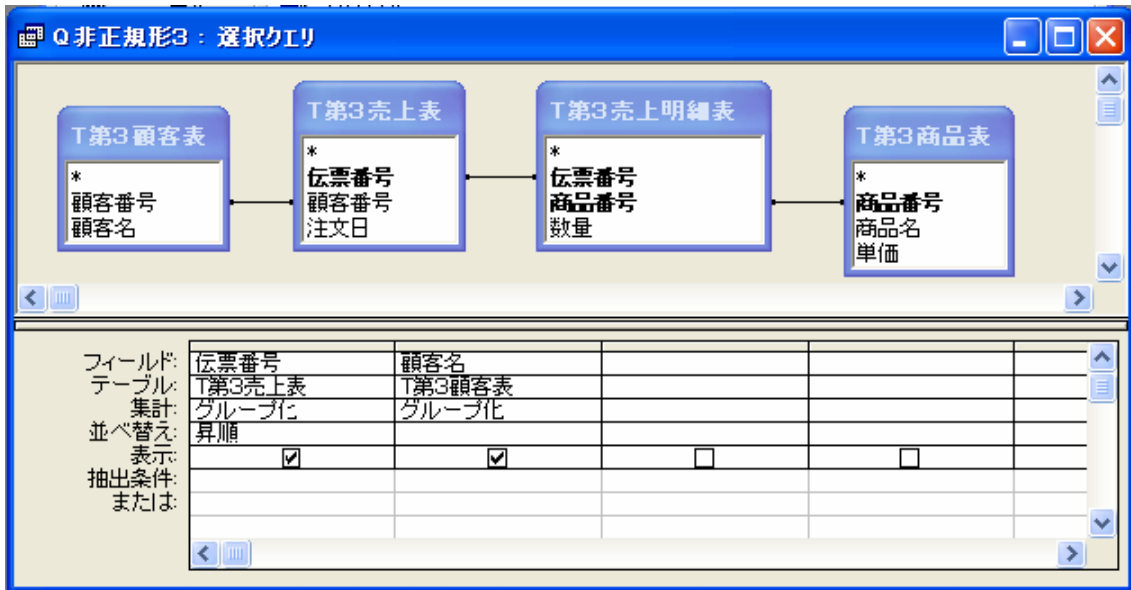 Q非正規形3 : 選択クエリ
T第3顧客表
*
顧客番号
顧客名
T第3売上表
*
伝票番号
顧客番号
注文日
T第3売上明細表
*
伝票番号
商品番号
数量
T第3商品表
*
商品番号
商品名
単価
フィールド: 伝票番号 顧客名
テーブル: T第3売上表 T第3顧客表
集計: グループ化 グループ化
並べ替え: 昇順
表示:
抽出条件:
または: